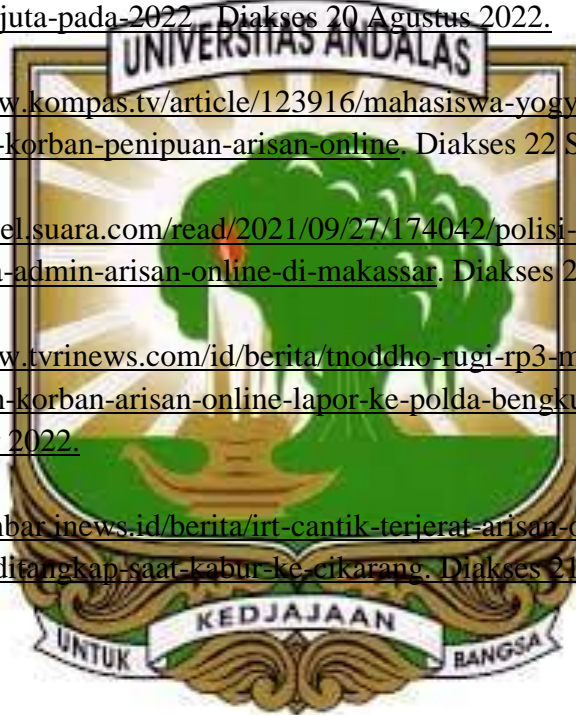 juta-pada-2022 . Diakses 20 Agustus 2022.
UNIVERSITAS ANDALAS
w.kompas.tv/article/123916/mahasiswa-yogy
-korban-penipuan-arisan-online. Diakses 22 S
el.suara.com/read/2021/09/27/174042/polisi-
-admin-arisan-online-di-makassar. Diakses 2
w.tvrinews.com/id/berita/tnoddho-rugi-rp3-m
-korban-arisan-online-lapor-ke-polda-bengku
2022.
bar.inews.id/berita/irt-cantik-terjerat-arisan-o
ditangkap-saat-kabur-ke-cikarang. Diakses 21
KEDJAJAAN
UNTUK BANGSA